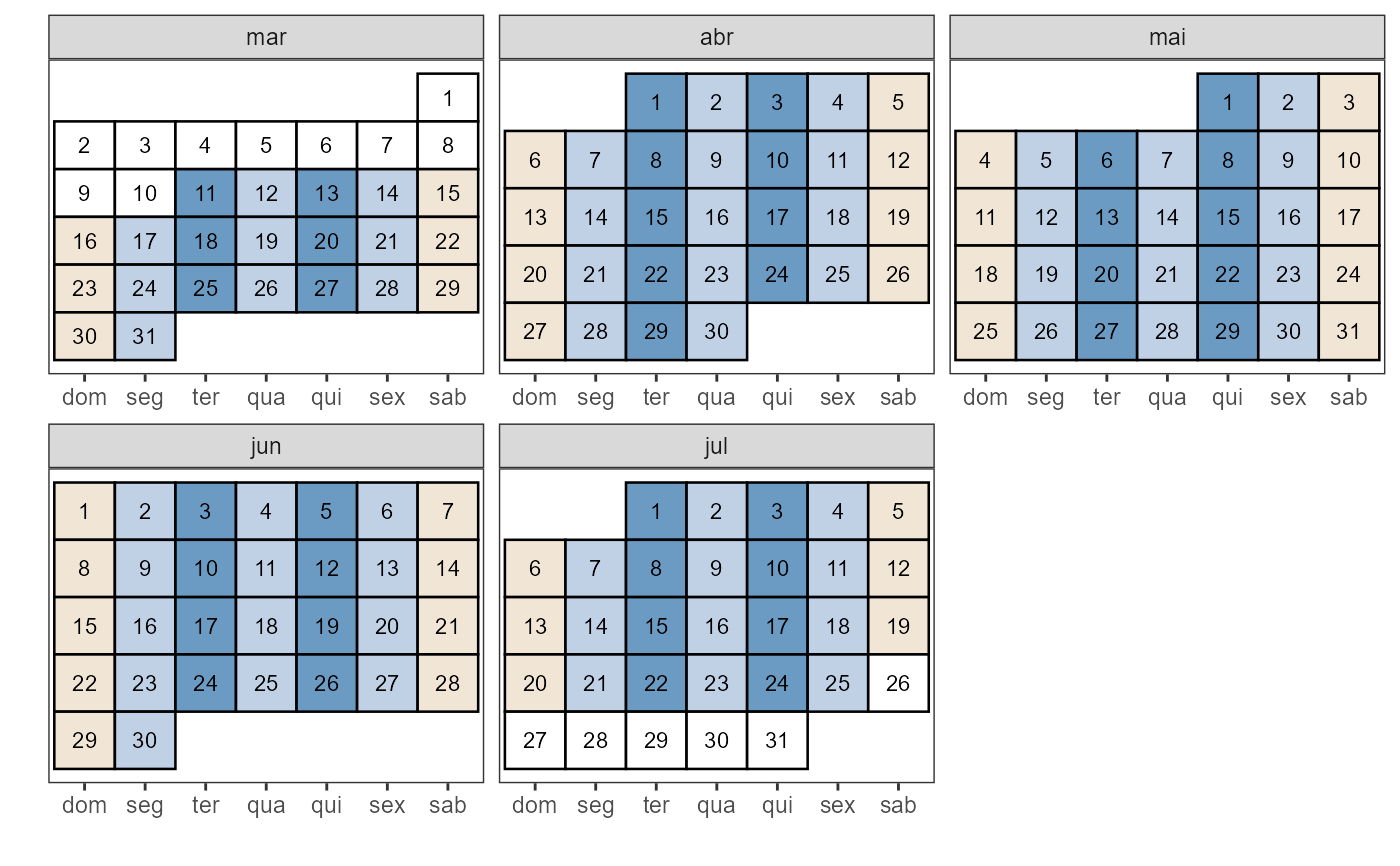 mar abr mai
1 1 2 3 4 5 1 2 3
2 3 4 5 6 7 8 6 7 8 9 10 11 12 4 5 6 7 8 9 10
9 10 11 12 13 14 15 13 14 15 16 17 18 19 11 12 13 14 15 16 17
16 17 18 19 20 21 22 20 21 22 23 24 25 26 18 19 20 21 22 23 24
23 24 25 26 27 28 29 27 28 29 30 25 26 27 28 29 30 31
30 31
dom seg ter qua qui sex sab dom seg ter qua qui sex sab dom seg ter qua qui sex sab
jun jul
1 2 3 4 5 6 7 1 2 3 4 5
8 9 10 11 12 13 14 6 7 8 9 10 11 12
15 16 17 18 19 20 21 13 14 15 16 17 18 19
22 23 24 25 26 27 28 20 21 22 23 24 25 26
29 30 27 28 29 30 31
dom seg ter qua qui sex sab dom seg ter qua qui sex sab